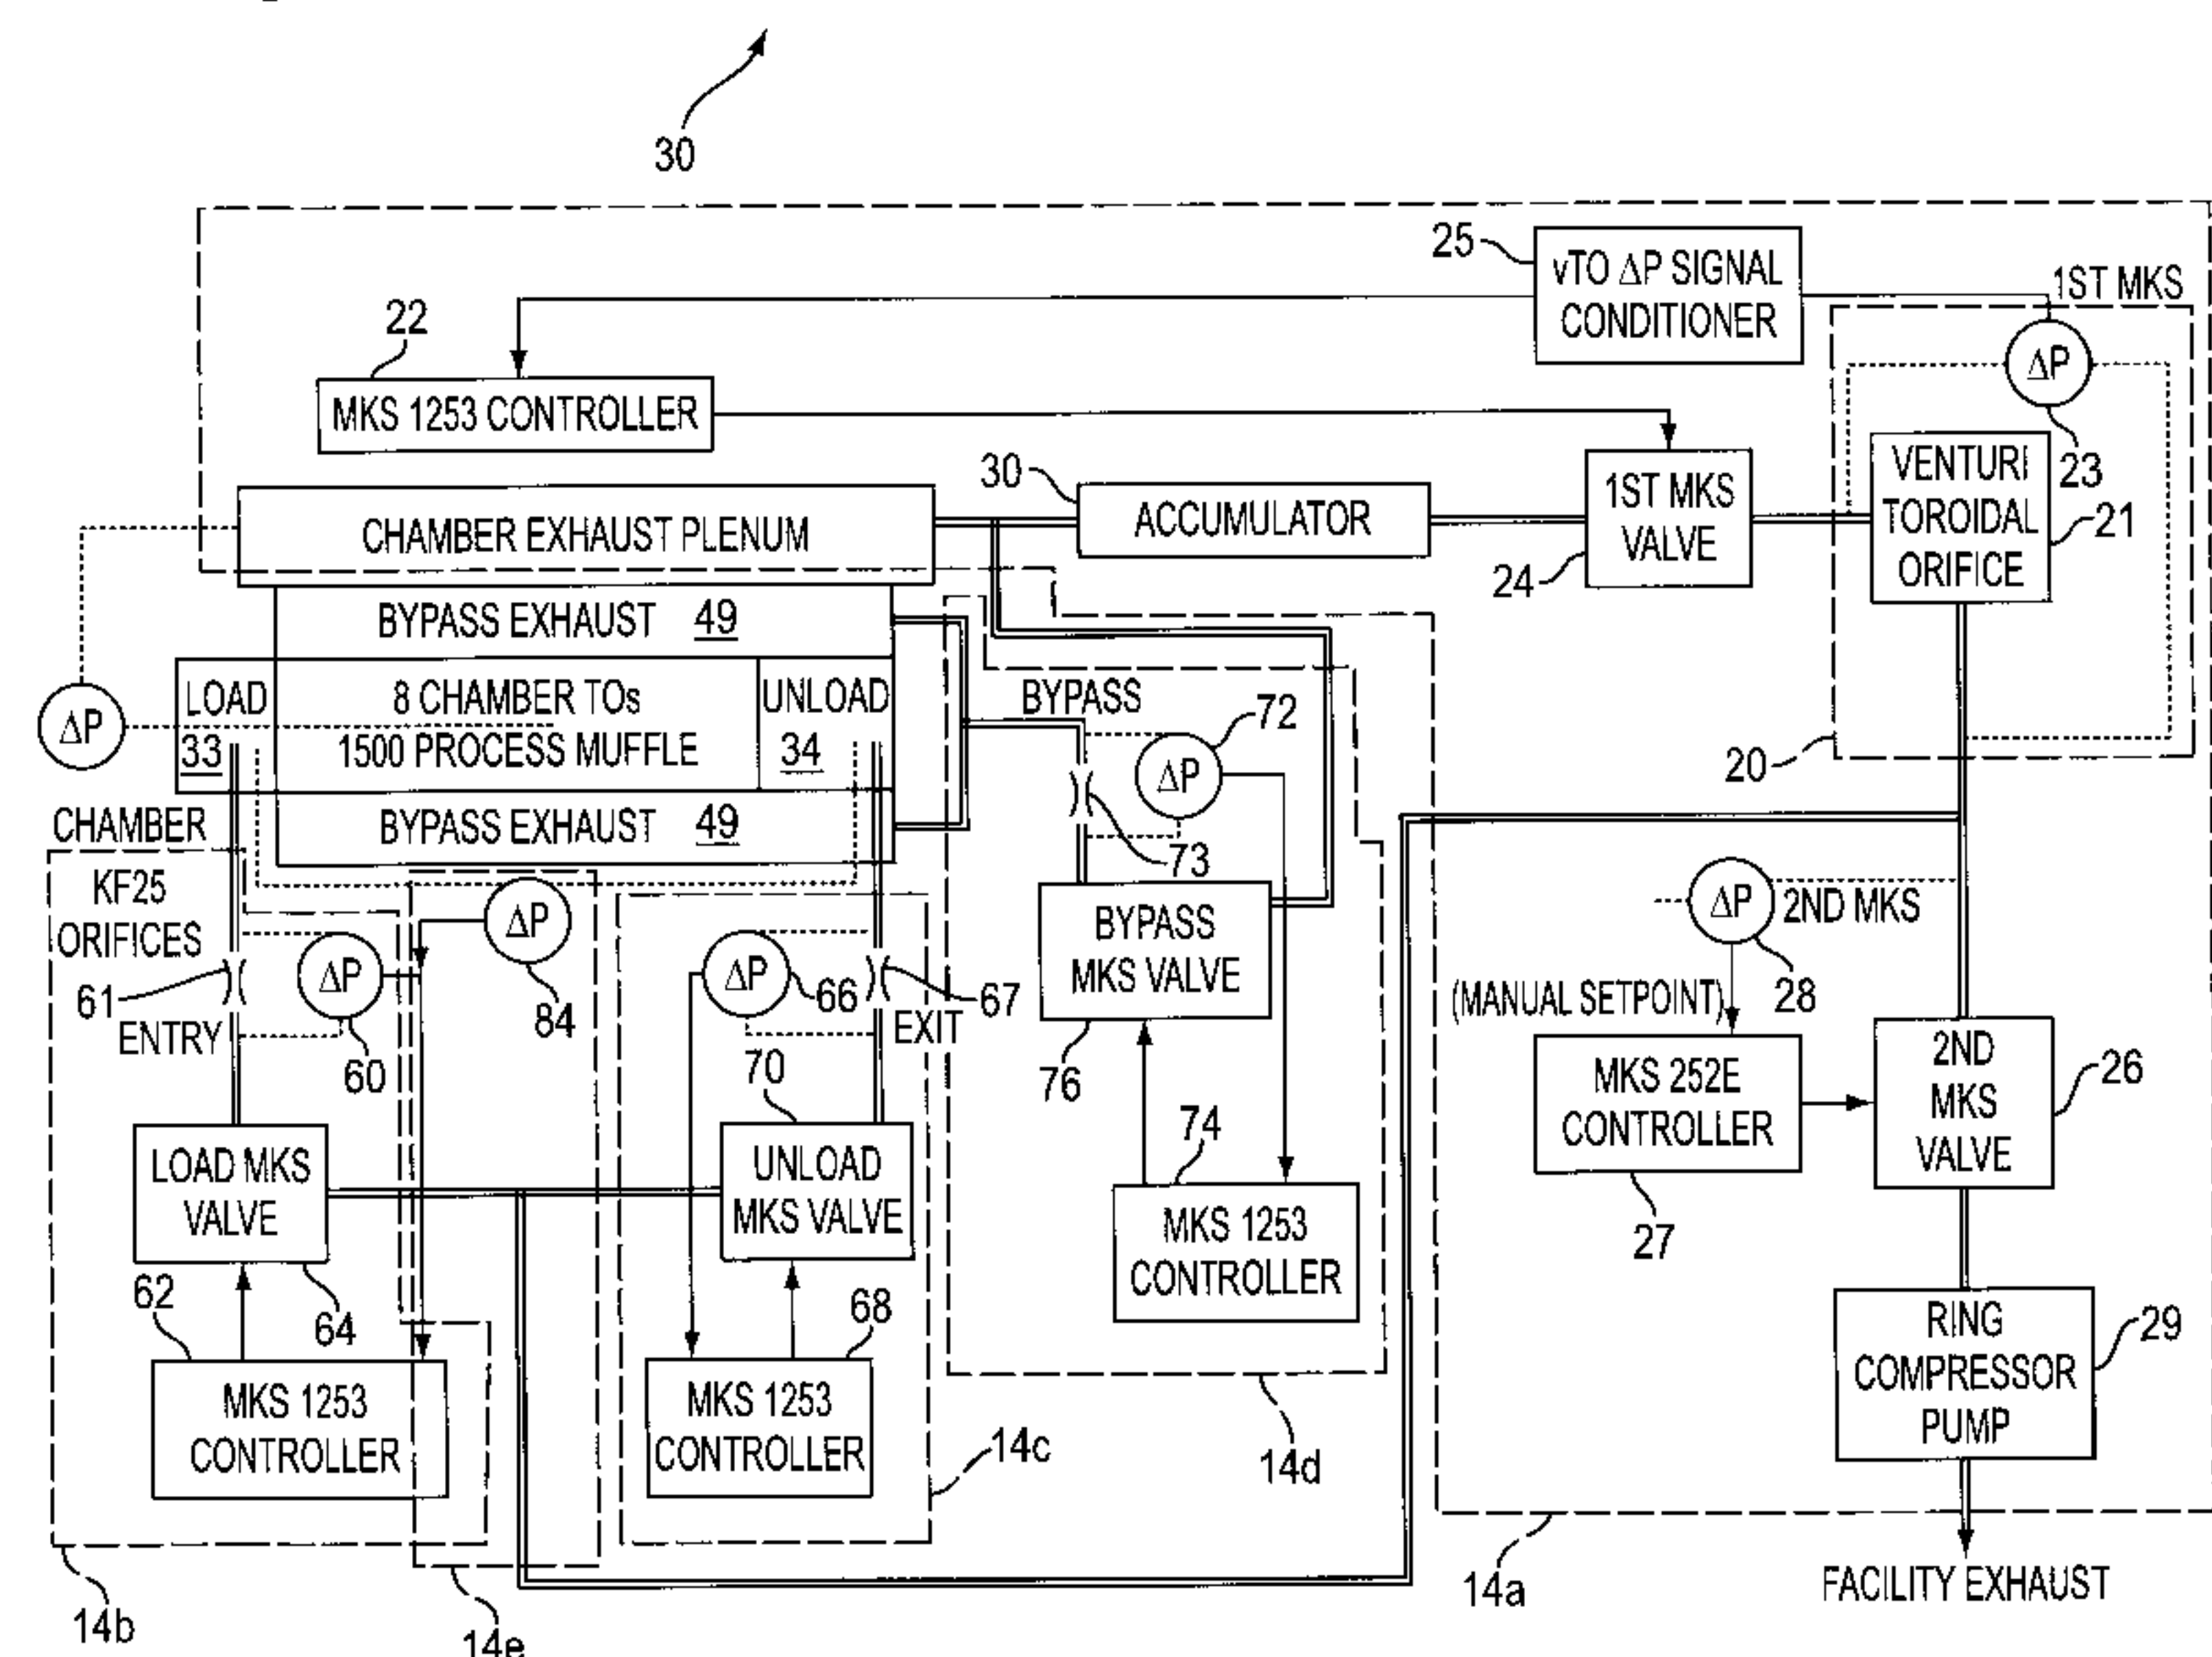 30
25
vTO ΔP SIGNAL
CONDITIONER
1ST MKS
22
MKS 1253 CONTROLLER
ΔP
23
30
CHAMBER EXHAUST PLENUM
ACCUMULATOR
1ST MKS
VALVE
24
VENTURI
TOROIDAL
ORIFICE
21
20
BYPASS EXHAUST 49
LOAD
33
8 CHAMBER TOs
1500 PROCESS MUFFLE
UNLOAD
34
BYPASS EXHAUST 49
ΔP
BYPASS
72
ΔP
73
CHAMBER
KF25
ORIFICES
61
ENTRY
ΔP
60
ΔP
84
ΔP
66
67
EXIT
BYPASS
MKS VALVE
76
ΔP
2ND MKS
28
(MANUAL SETPOINT)
MKS 252E
CONTROLLER
27
2ND
MKS
VALVE
26
70
LOAD MKS
VALVE
64
UNLOAD
MKS VALVE
74
MKS 1253
CONTROLLER
62
MKS 1253
CONTROLLER
68
MKS 1253
CONTROLLER
RING
COMPRESSOR
PUMP
29
14c
14d
14a
FACILITY EXHAUST
14b
14e